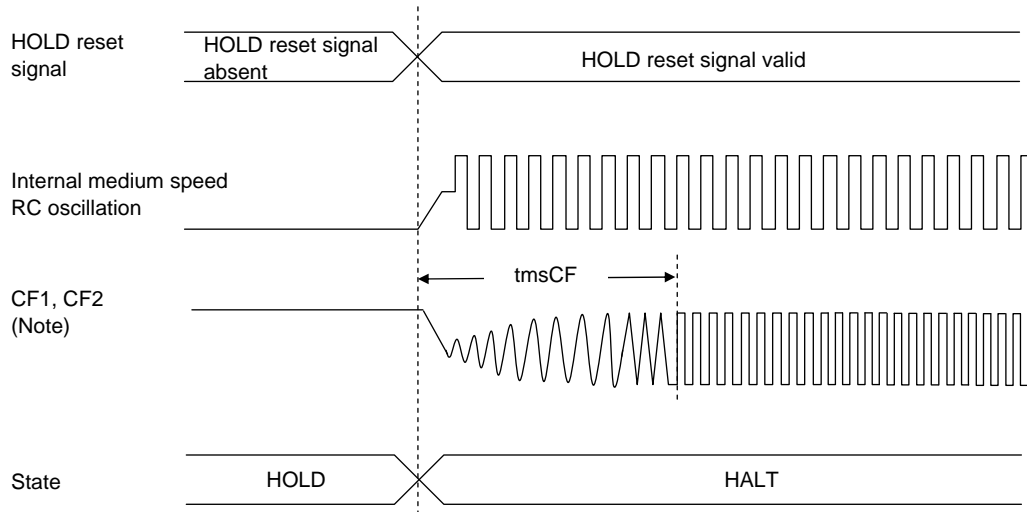 HOLD reset
signal
HOLD reset signal
absent
HOLD reset signal valid
Internal medium speed
RC oscillation
tmsCF
CF1, CF2
(Note)
State
HOLD
HALT